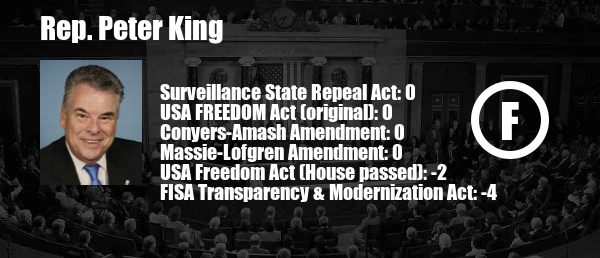 Rep. Peter King
Surveillance State Repeal Act: 0
USA FREEDOM Act (original): 0
Conyers-Amash Amendment: 0
Massie-Lofgren Amendment: 0
USA Freedom Act (House passed): -2
FISA Transparency & Modernization Act: -4
F